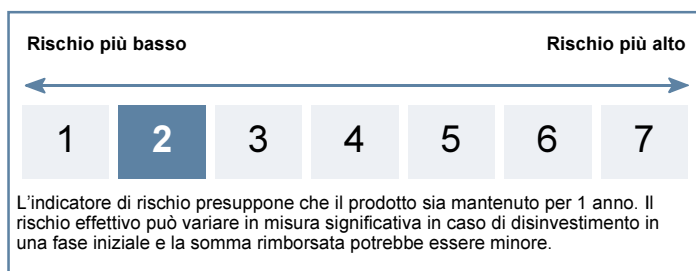 Rischio più basso Rischio più alto
1 2 3 4 5 6 7
L'indicatore di rischio presuppone che il prodotto sia mantenuto per 1 anno. Il
rischio effettivo può variare in misura significativa in caso di disinvestimento in
una fase iniziale e la somma rimborsata potrebbe essere minore.